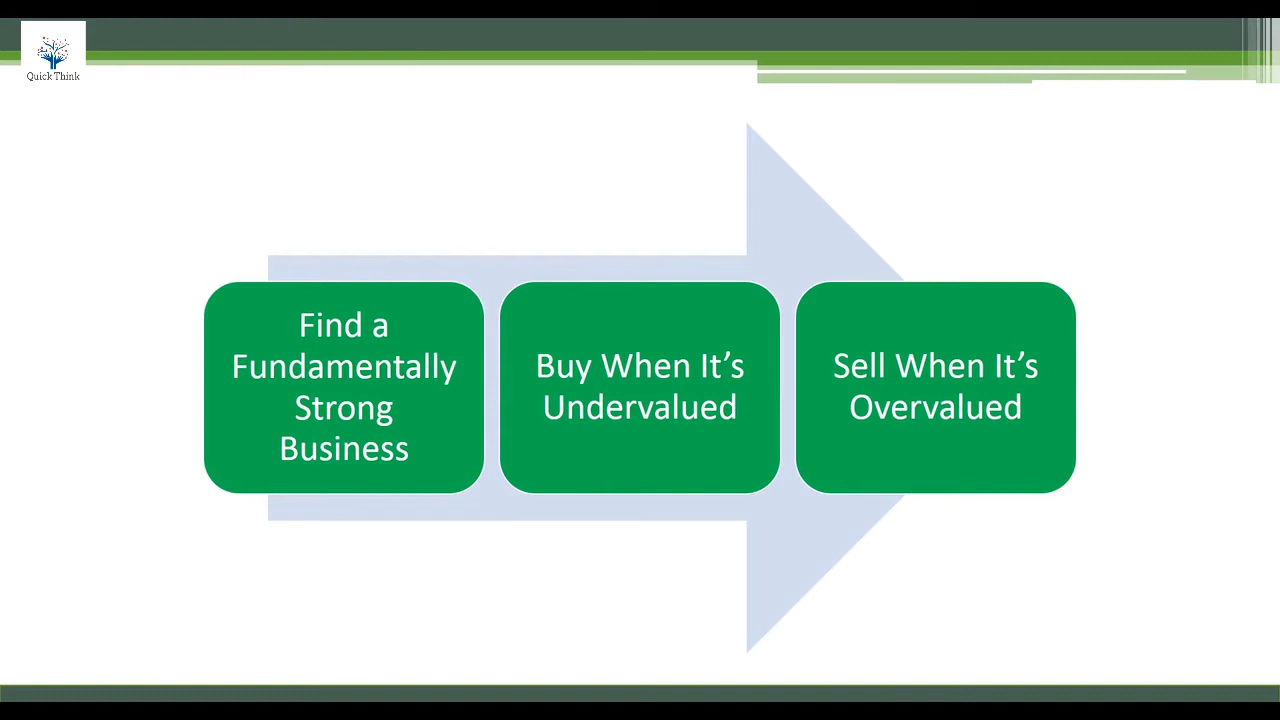 Quick Think
Find a
Fundamentally
Strong
Business
Buy When It’s
Undervalued
Sell When It’s
Overvalued